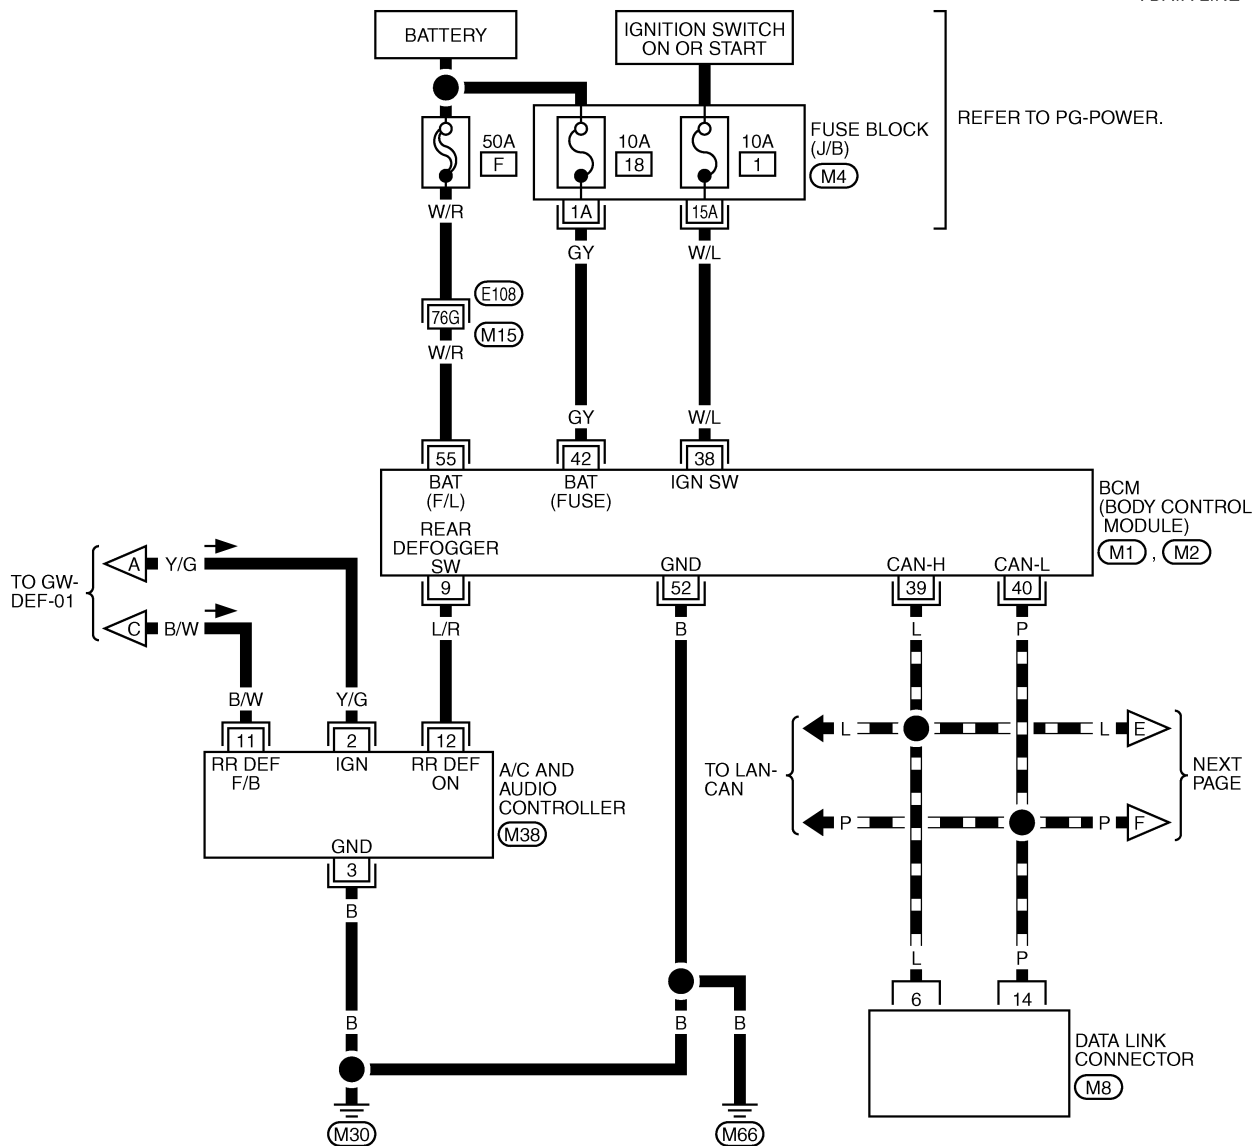 BATTERY
IGNITION SWITCH
ON OR START
REFER TO PG-POWER.
50A
F
10A
18
10A
1
FUSE BLOCK
(J/B)
M4
W/R
1A
15A
GY
W/L
E108
76G
M15
W/R
GY
W/L
55
42
38
BAT
(F/L)
BAT
(FUSE)
IGN SW
BCM
(BODY CONTROL
MODULE)
M1 , M2
REAR
DEFOGGER
SW
GND
CAN-H
CAN-L
9
52
39
40
TO GW-
DEF-01
A
Y/G
C
B/W
L/R
B
L
P
B/W
Y/G
11
2
12
RR DEF
F/B
IGN
RR DEF
ON
A/C AND
AUDIO
CONTROLLER
M38
GND
3
TO LAN-
CAN
L
L
E
P
P
F
NEXT
PAGE
B
L
P
6
14
B
B
B
DATA LINK
CONNECTOR
M8
M30
M66